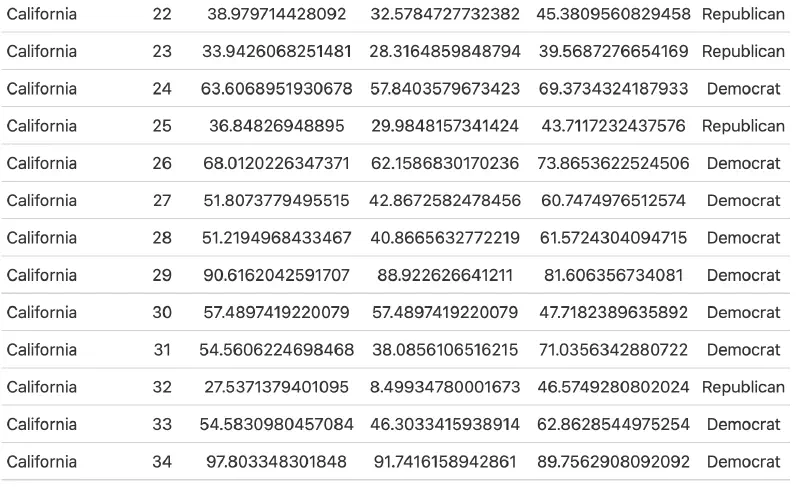 California 22 38.979714428092 32.5784727732382 45.3809560829458 Republican
California 23 33.9426068251481 28.3164859848794 39.5687276654169 Republican
California 24 63.6068951930678 57.8403579673423 69.3734324187933 Democrat
California 25 36.84826948895 29.9848157341424 43.7117232437576 Republican
California 26 68.0120226347371 62.1586830170236 73.8653622524506 Democrat
California 27 51.8073779495515 42.8672582478456 60.7474976512574 Democrat
California 28 51.2194968433467 40.8665632772219 61.5724304094715 Democrat
California 29 90.6162042591707 88.922626641211 81.606356734081 Democrat
California 30 57.4897419220079 57.4897419220079 47.7182389635892 Democrat
California 31 54.5606224698468 38.0856106516215 71.0356342880722 Democrat
California 32 27.5371379401095 8.49934780001673 46.5749280802024 Republican
California 33 54.5830980457084 46.3033415938914 62.8628544975254 Democrat
California 34 97.803348301848 91.7416158942861 89.7562908092092 Democrat